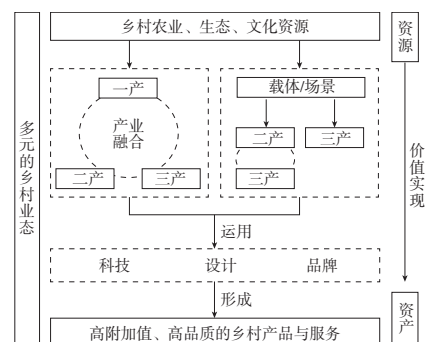 乡村农业、生态、文化资源
资源
一产
产业
融合
二产
三产
载体/场景
二产
三产
三产
多元的乡村业态
价值实现
运用
科技
设计
品牌
形成
高附加值、高品质的乡村产品与服务
资产